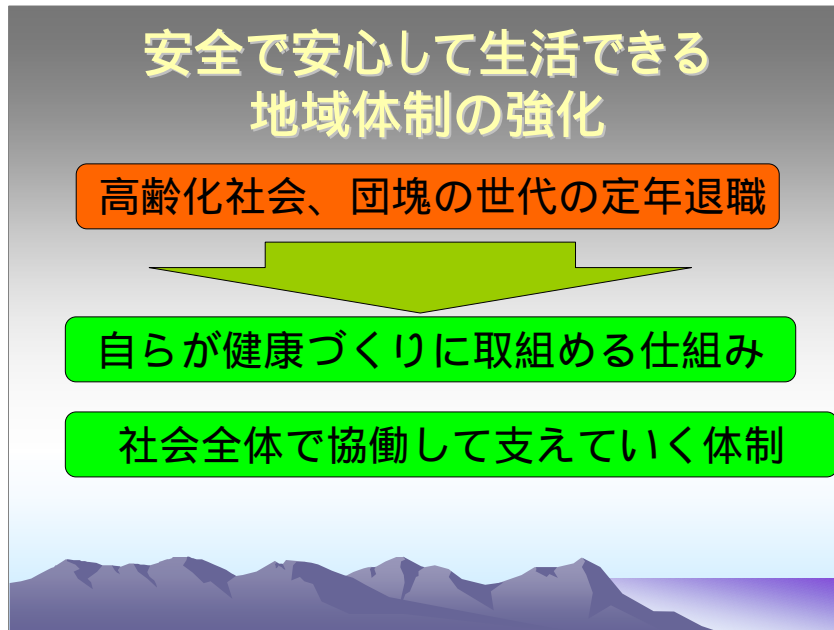 安全で安心して生活できる
地域体制の強化
高齢化社会、団塊の世代の定年退職
自らが健康づくりに取組める仕組み
社会全体で協働して支えていく体制